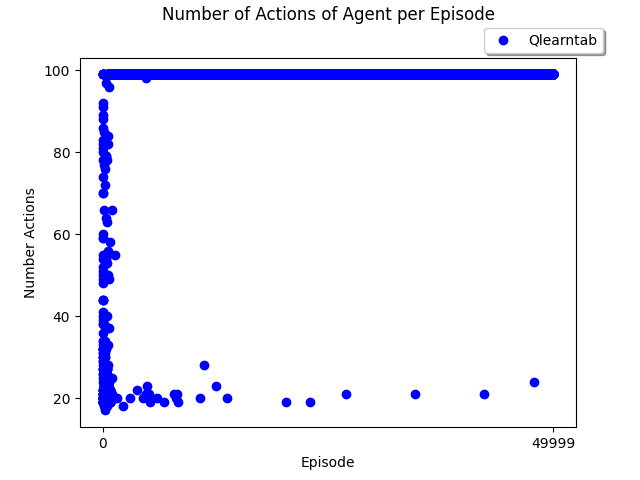 Number of Actions of Agent per Episode
Qlearntab
100
80
60
40
20
Number Actions
0
49999
Episode